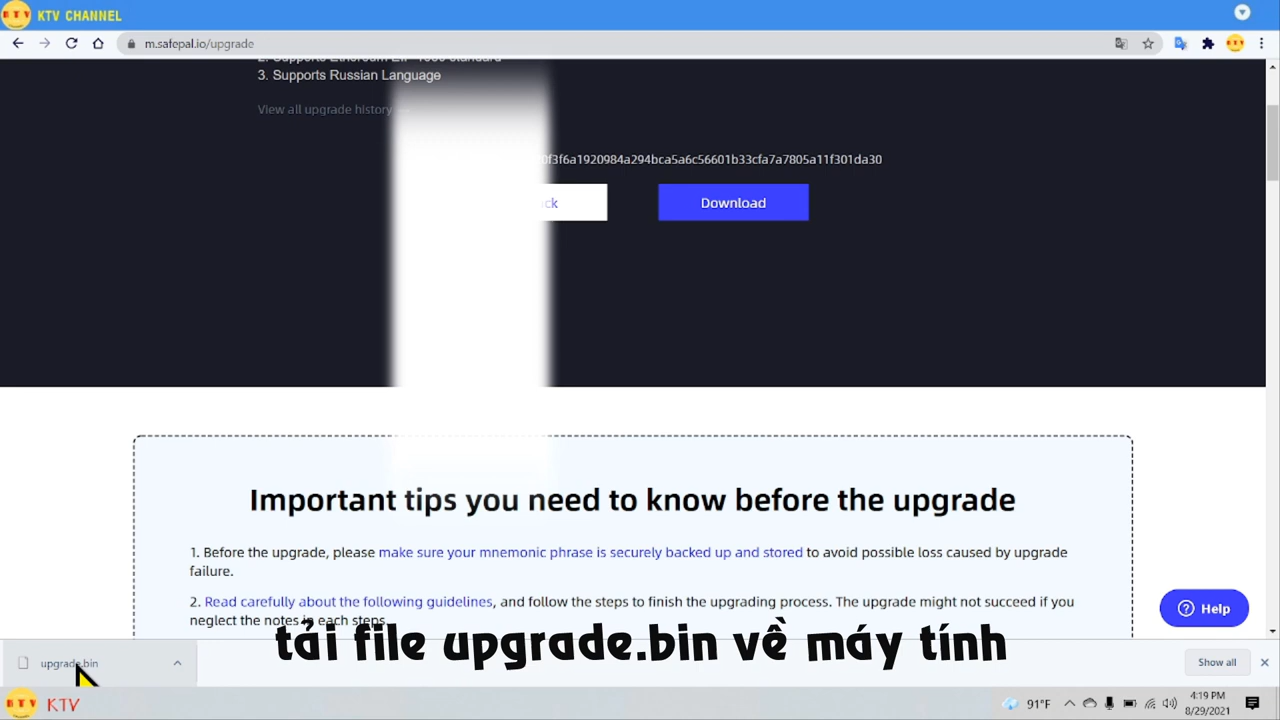 KTV CHANNEL
m.safepal.io/upgrade
3. Supports Russian Language
View all upgrade history
0f3f6a1920984a294bca5a6c56601b33cfa7a7805a11f301da30
Download
Important tips you need to know before the upgrade
1. Before the upgrade, please make sure your mnemonic phrase is securely backed up and stored to avoid possible loss caused by upgrade
failure.
2. Read carefully about the following guidelines, and follow the steps to finish the upgrading process. The upgrade might not succeed if you
neglect the notes in each steps.
Help
tải file upgrade.bin về máy tính
upgrade.bin
Show all
KTV
91°F
4:19 PM
8/29/2021